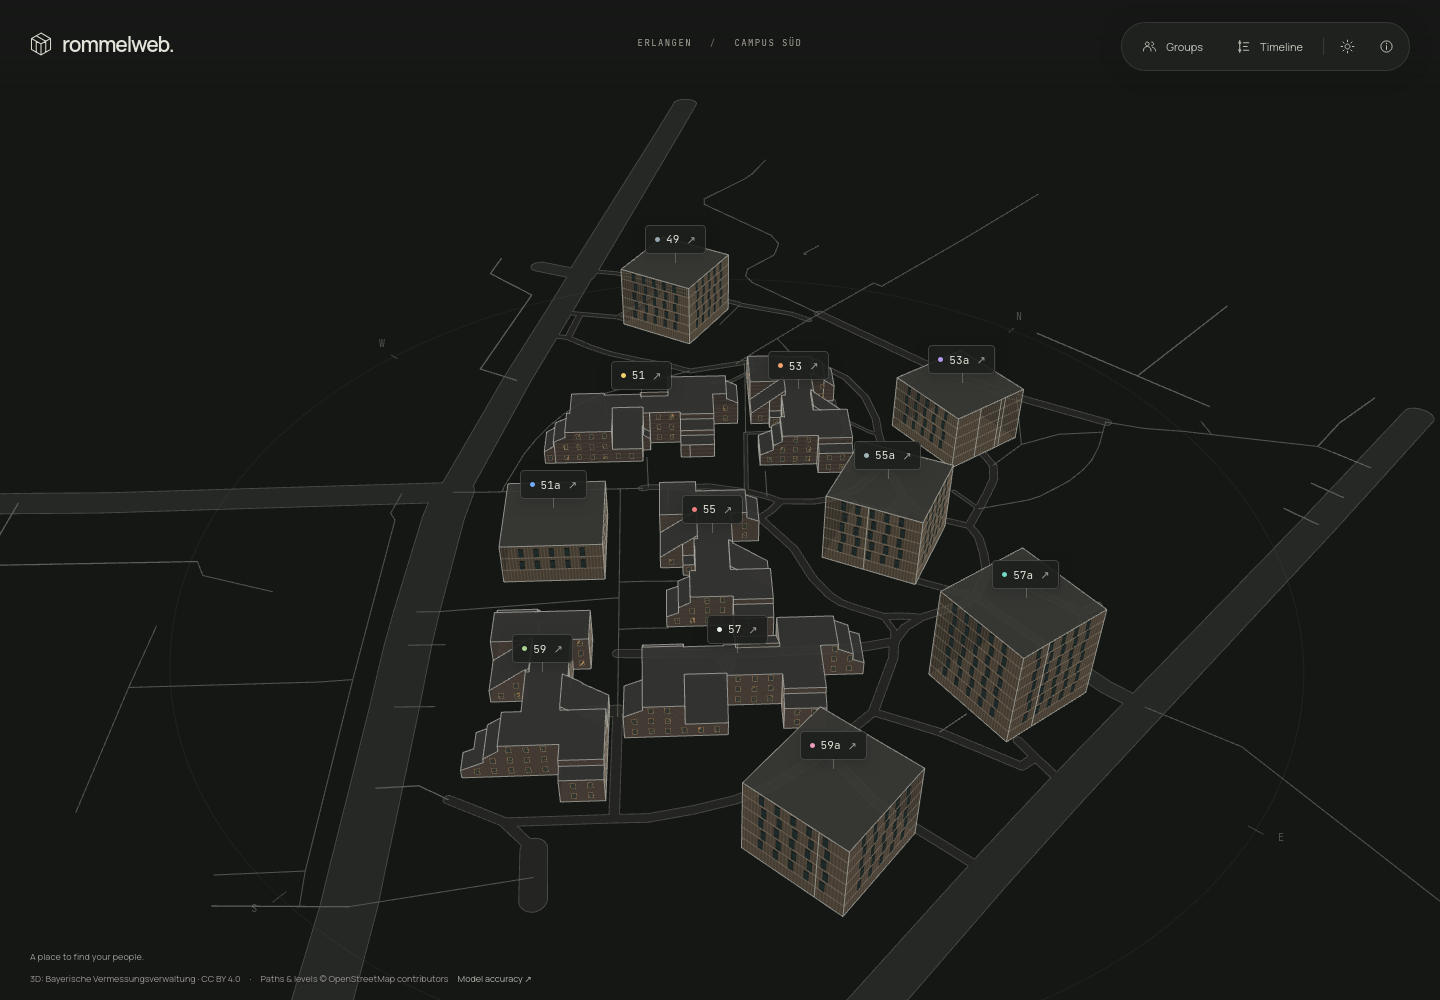 rommelweb.
ERLANGEN / CAMPUS SÜD
Groups
Timeline
49 ↗
N
W
53a ↗
53 ↗
51 ↗
55a ↗
51a ↗
55 ↗
57a ↗
57 ↗
59 ↗
59a ↗
E
S
A place to find your people.
3D: Bayerische Vermessungsverwaltung · CC BY 4.0 · Paths & levels © OpenStreetMap contributors Model accuracy ↗